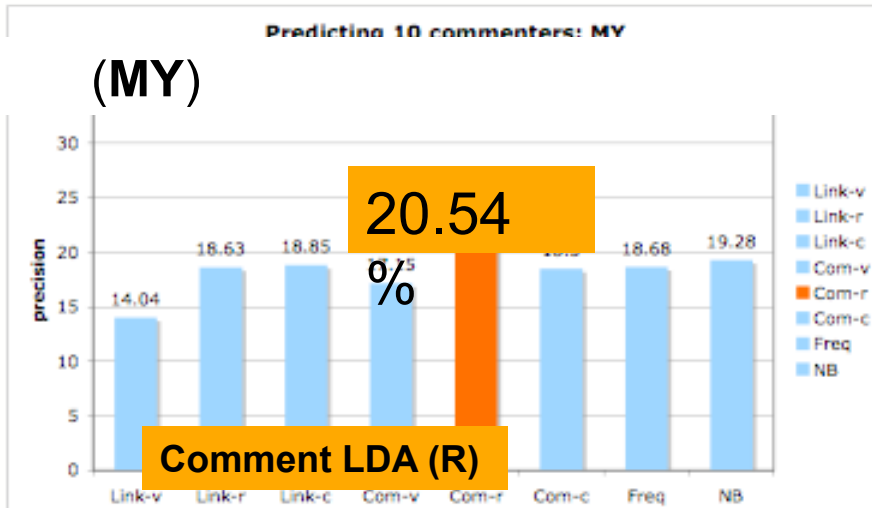 Predicting 10 commenters: MY
(MY)
30
25
20
15
10
5
0
precision
14.04
18.63
18.85
17.15
18.68
19.28
20.54
%
Comment LDA (R)
Link-v
Link-r
Link-c
Com-v
Com-r
Com-c
Freq
NB
Link-v
Link-r
Link-c
Com-v
Com-r
Com-c
Freq
NB